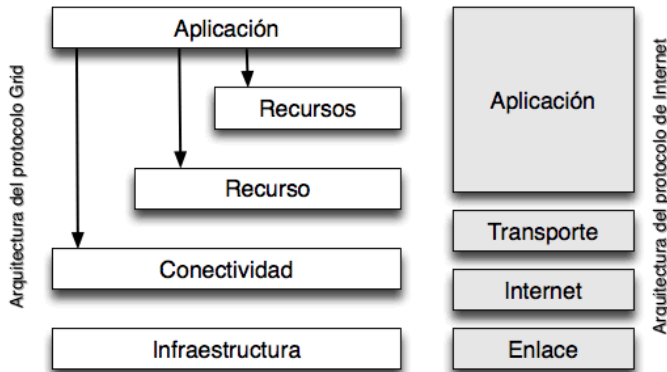 Arquitectura del protocolo Grid
Aplicación
Recursos
Recurso
Conectividad
Infraestructura
Aplicación
Transporte
Internet
Enlace
Arquitectura del protocolo de Internet